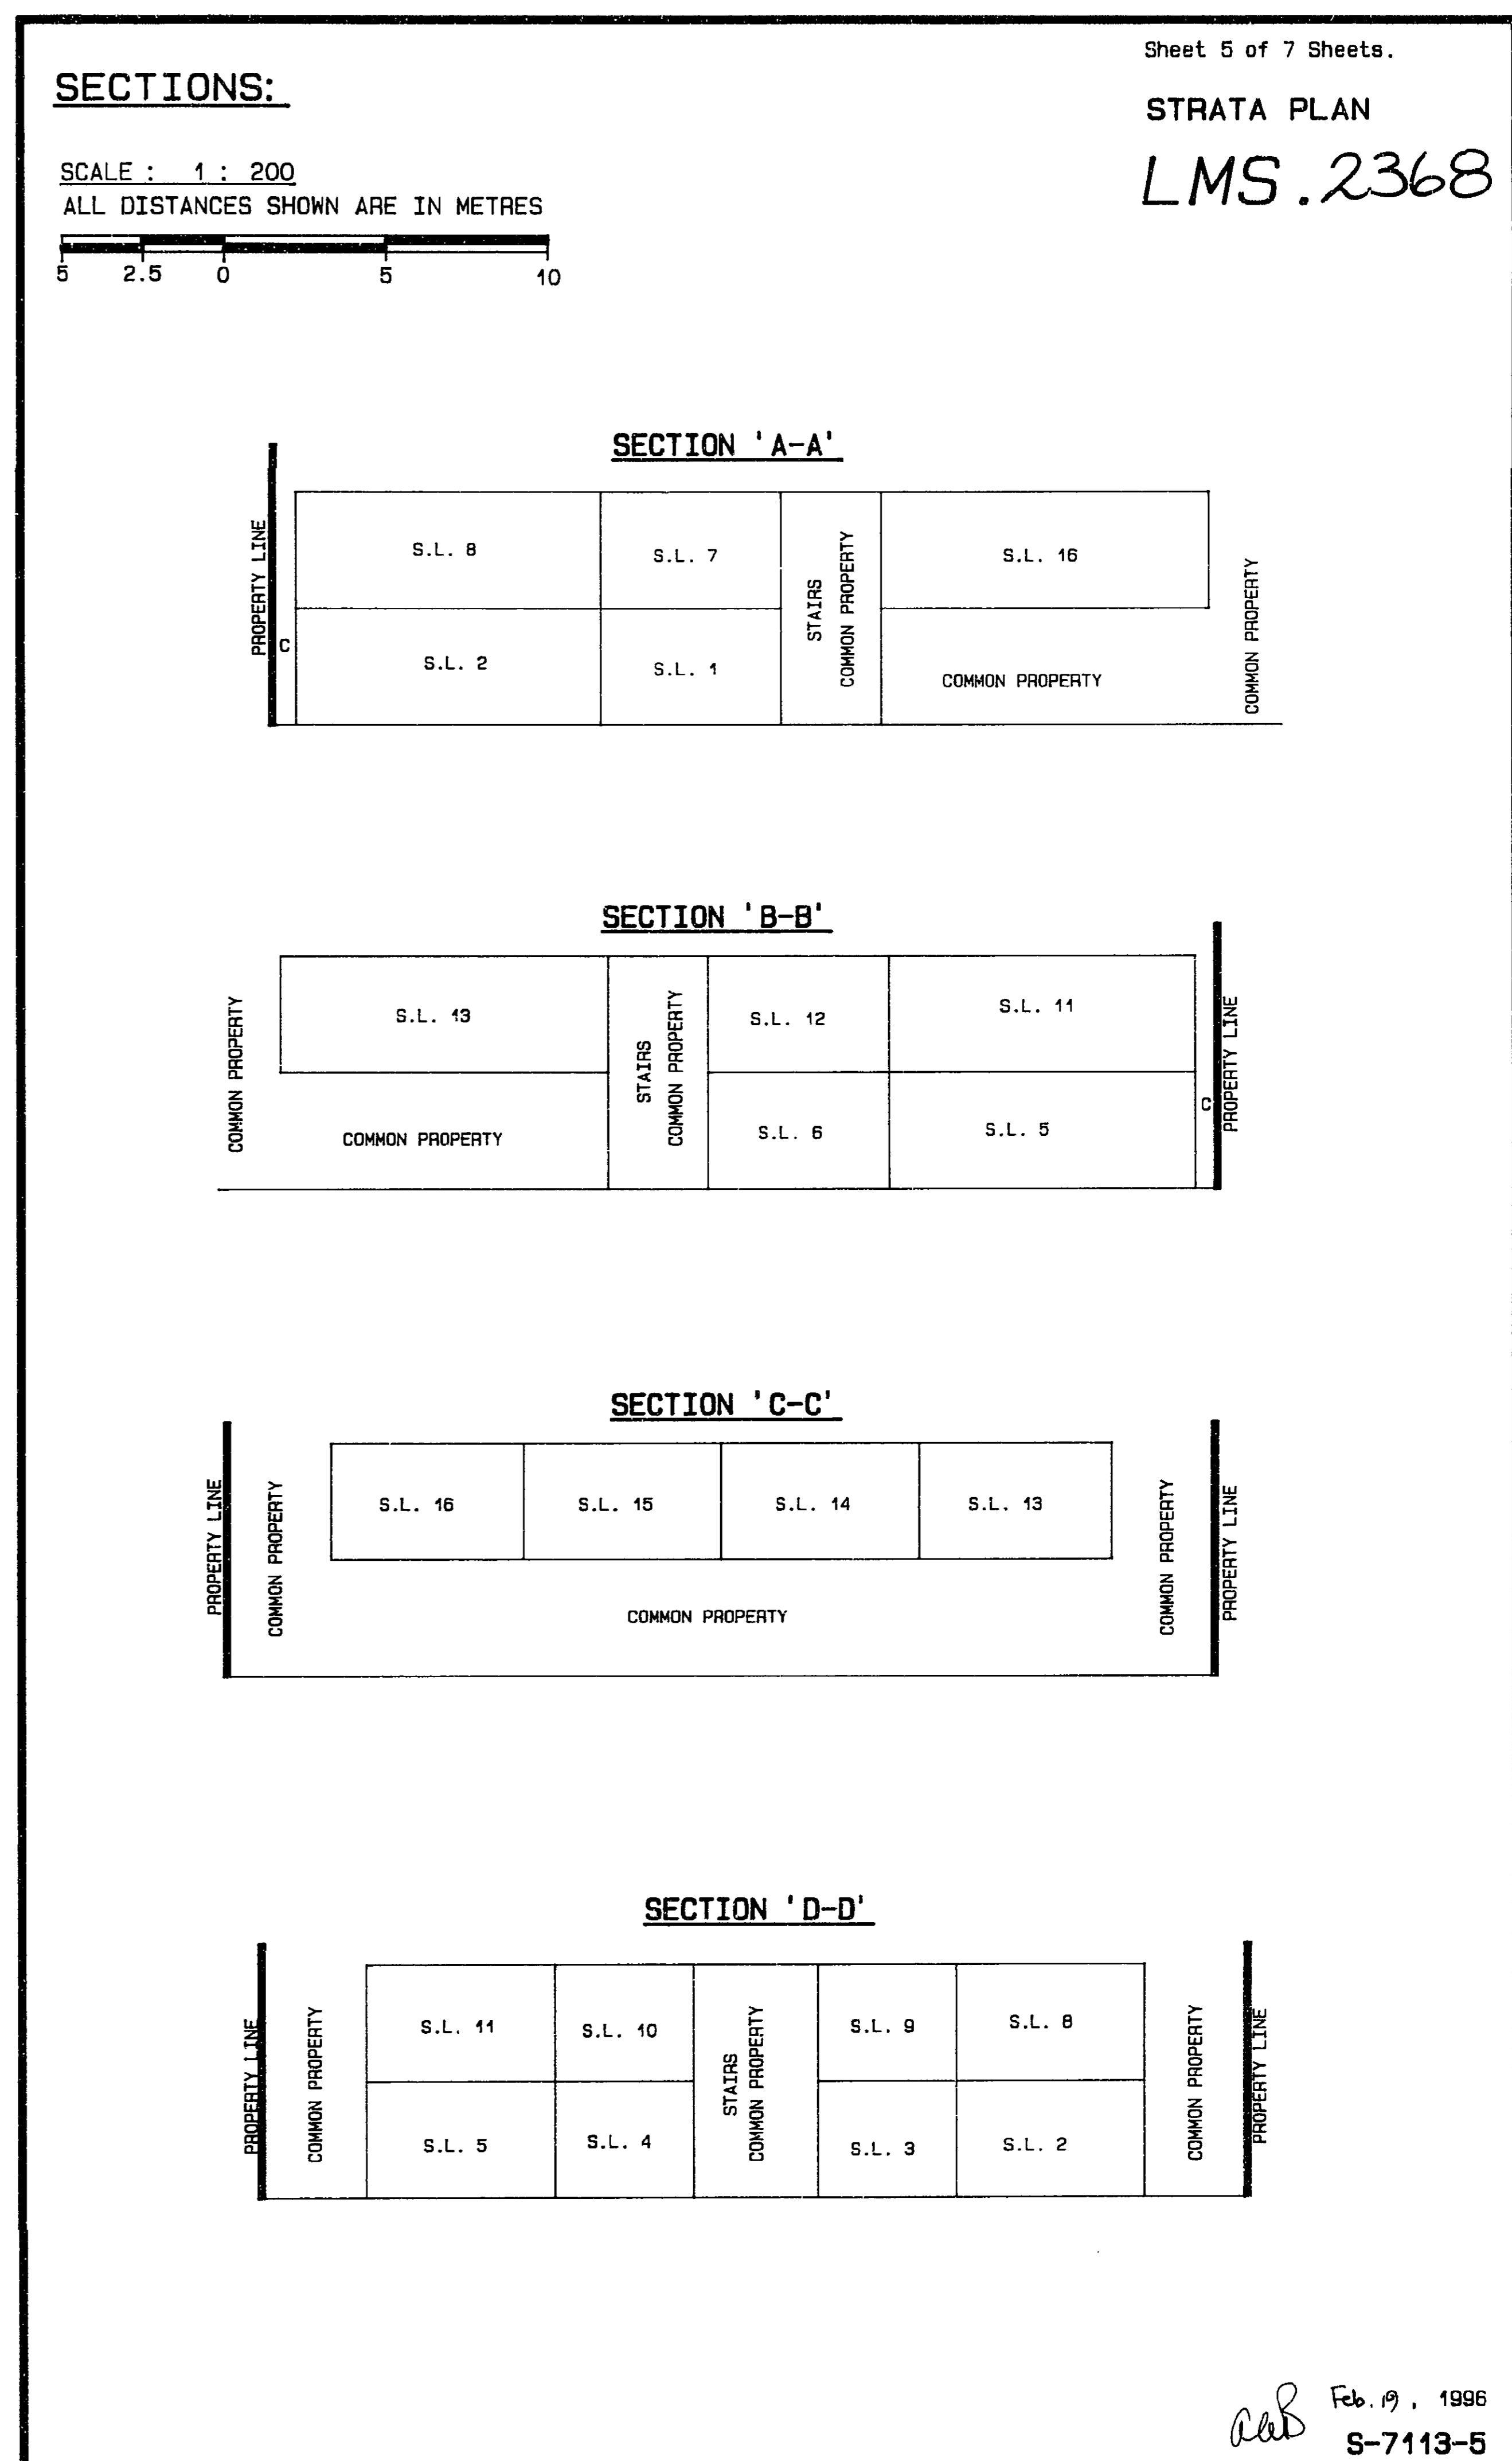 Sheet 5 of 7 Sheets.
SECTIONS:
STRATA PLAN
LMS.2368
SCALE : 1 : 200
ALL DISTANCES SHOWN ARE IN METRES
5 2.5 0 5 10
SECTION 'A-A'
PROPERTY LINE
C
S.L. 8
S.L. 7
STAIRS
COMMON PROPERTY
S.L. 16
COMMON PROPERTY
S.L. 2
S.L. 1
COMMON PROPERTY
SECTION 'B-B'
COMMON PROPERTY
S.L. 13
STAIRS
COMMON PROPERTY
S.L. 12
S.L. 11
C
PROPERTY LINE
COMMON PROPERTY
S.L. 6
S.L. 5
SECTION 'C-C'
PROPERTY LINE
COMMON PROPERTY
S.L. 16
S.L. 15
S.L. 14
S.L. 13
COMMON PROPERTY
PROPERTY LINE
COMMON PROPERTY
SECTION 'D-D'
PROPERTY LINE
COMMON PROPERTY
S.L. 11
S.L. 10
STAIRS
COMMON PROPERTY
S.L. 9
S.L. 8
COMMON PROPERTY
PROPERTY LINE
S.L. 5
S.L. 4
S.L. 3
S.L. 2
Feb. 19, 1996
S-7113-5